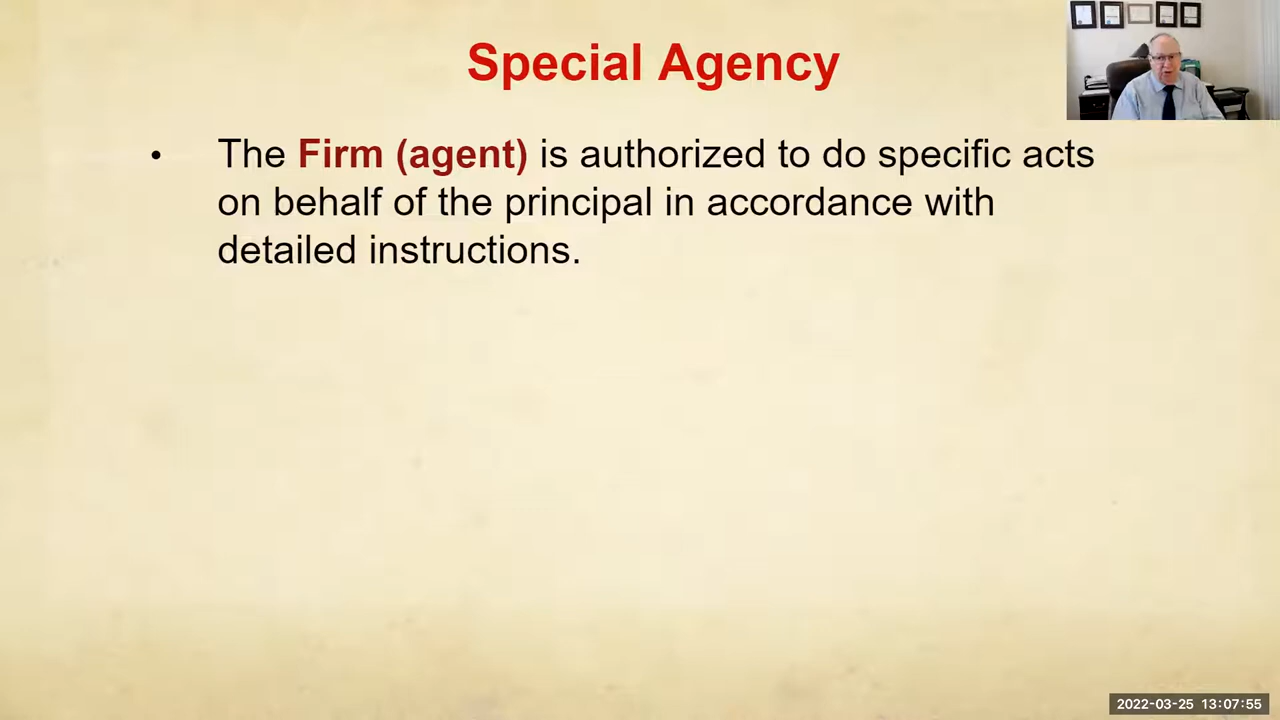 Special Agency
• The Firm (agent) is authorized to do specific acts
on behalf of the principal in accordance with
detailed instructions.
2022-03-25 13:07:55